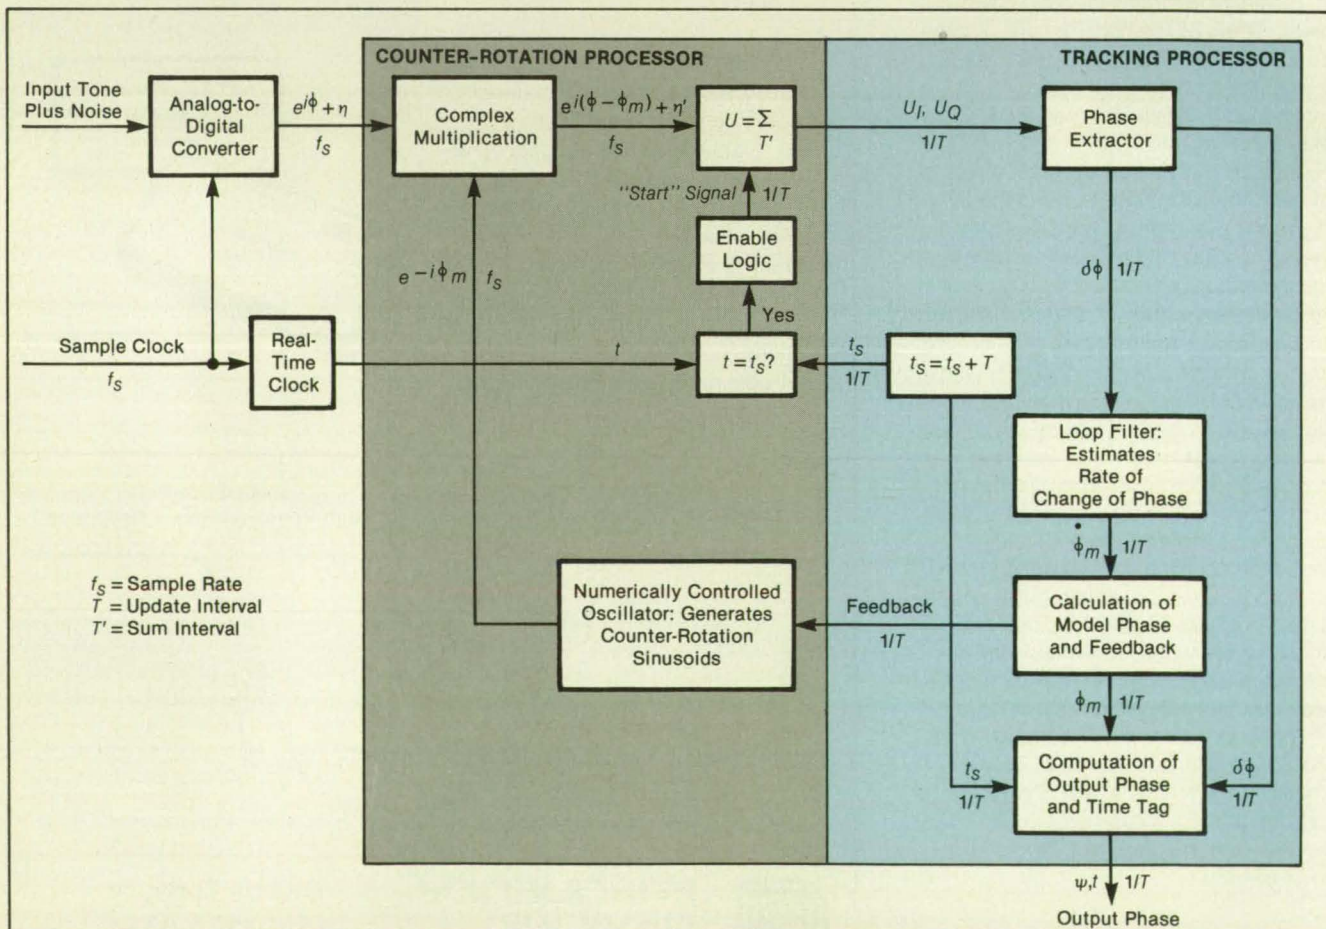 COUNTER-ROTATION PROCESSOR
TRACKING PROCESSOR
Input Tone
Plus Noise
Analog-to-
Digital
Converter
e^{iϕ} + η
f_S
Complex
Multiplication
e^{i(ϕ − ϕ_m)} + η′
f_S
U = Σ
T′
U_I, U_Q
1/T
Phase
Extractor
"Start" Signal
1/T
Enable
Logic
e^{−iϕ_m}
f_S
δϕ
1/T
Yes
Sample Clock
f_S
Real-
Time
Clock
t
t = t_S?
t_S
1/T
t_S = t_S + T
Loop Filter:
Estimates
Rate of
Change of Phase
ϕ̇_m
1/T
f_S = Sample Rate
T = Update Interval
T′ = Sum Interval
Numerically Controlled
Oscillator: Generates
Counter-Rotation
Sinusoids
Feedback
1/T
Calculation of
Model Phase
and Feedback
ϕ_m
1/T
t_S
1/T
Computation of
Output Phase
and Time Tag
δϕ
1/T
ψ,t
1/T
Output Phase